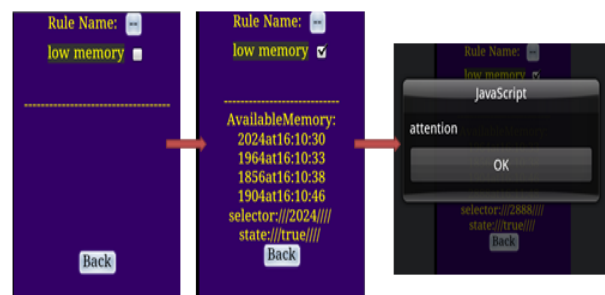 Rule Name:
low memory
Back
Rule Name:
low memory
AvailableMemory:
2024at16:10:30
1964at16:10:33
1856at16:10:38
1904at16:10:46
selector:///2024////
state:///true////
Back
Rule Name:
low memory
JavaScript
attention
OK
selector:///2888////
state:///true////
Back